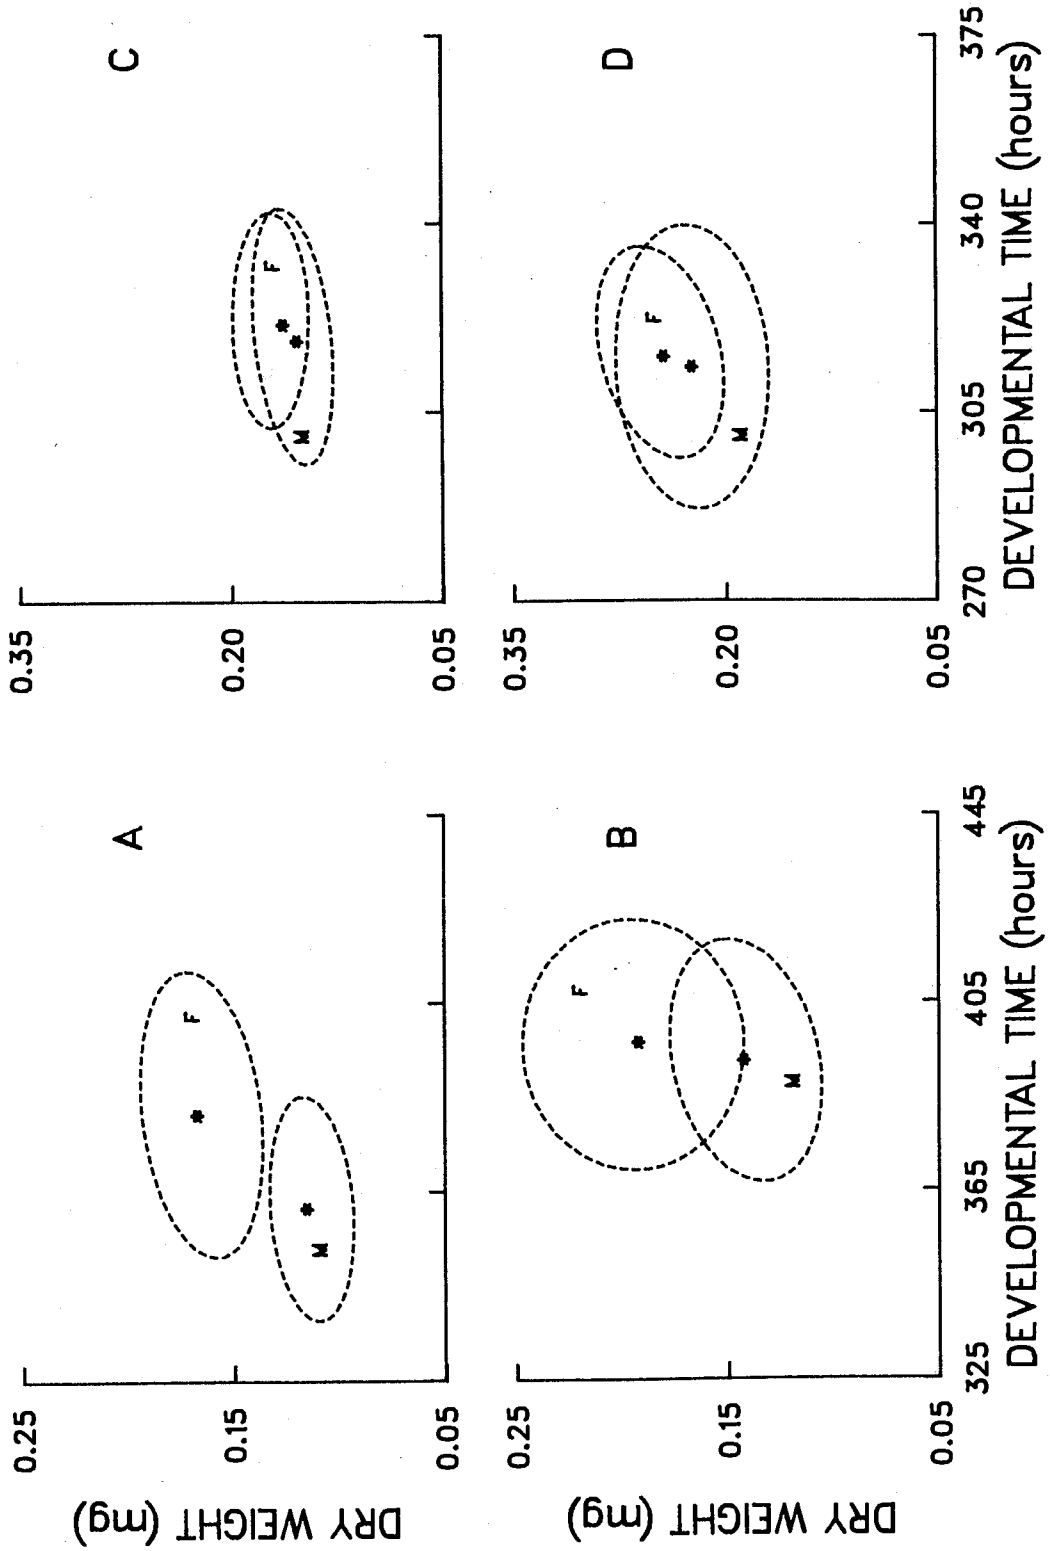 A
0.25
0.15
0.05
F
*
*
M
C
0.35
0.20
0.05
F
*
*
M
B
0.25
0.15
0.05
F
*
*
M
325
365
405
445
D
0.35
0.20
0.05
F
*
*
M
270
305
340
375
DRY WEIGHT (mg)
DRY WEIGHT (mg)
DEVELOPMENTAL TIME (hours)
DEVELOPMENTAL TIME (hours)